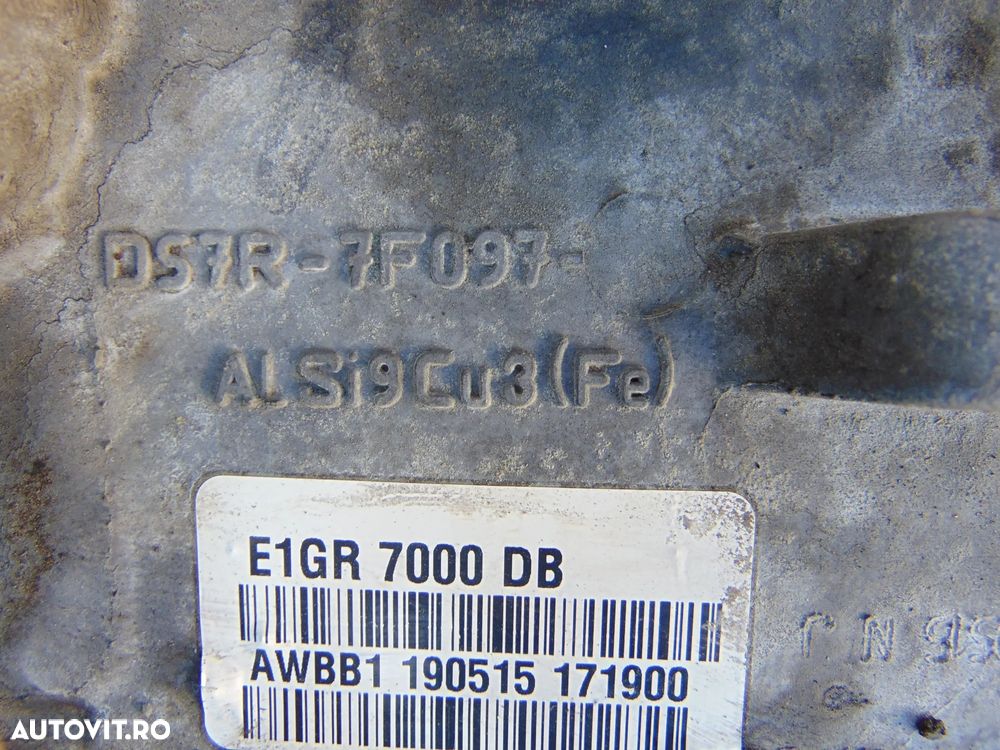 DS7R-7F097-
ALSi9Cu3(Fe)
E1GR 7000 DB
AWBB1 190515 171900
AUTOVIT.RO